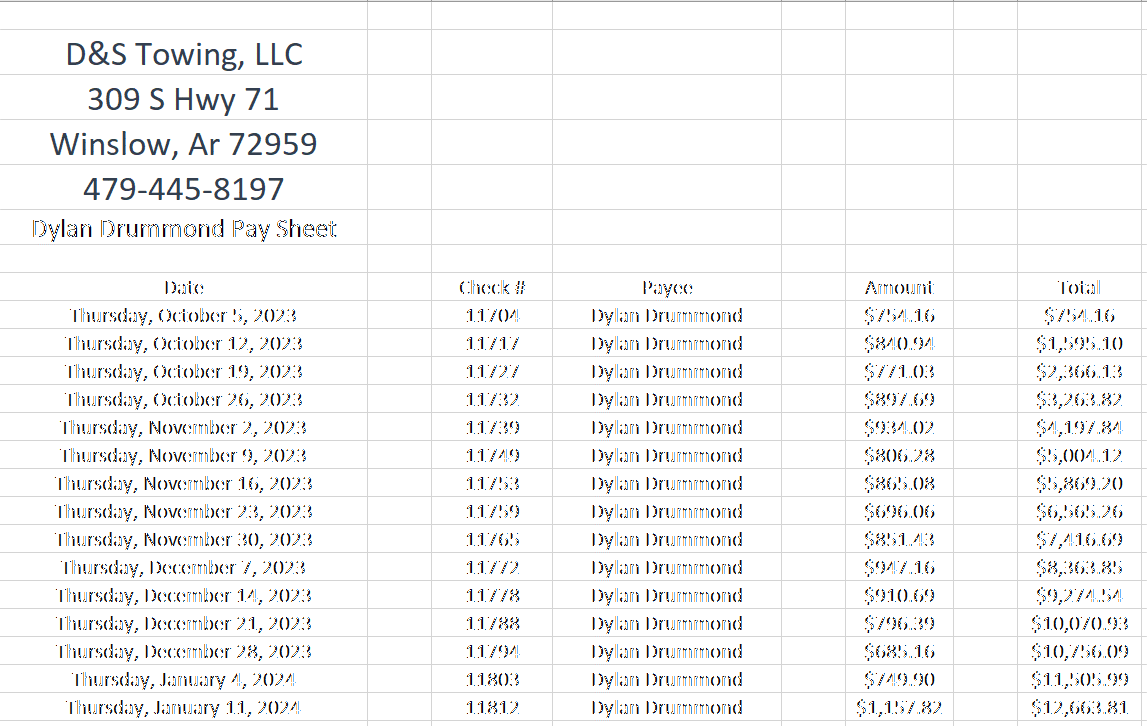 D&S Towing, LLC
309 S Hwy 71
Winslow, Ar 72959
479-445-8197
Dylan Drummond Pay Sheet
Date Check # Payee Amount Total
Thursday, October 5, 2023 11704 Dylan Drummond $754.16 $754.16
Thursday, October 12, 2023 11717 Dylan Drummond $840.94 $1,595.10
Thursday, October 19, 2023 11727 Dylan Drummond $771.03 $2,366.13
Thursday, October 26, 2023 11732 Dylan Drummond $897.69 $3,263.82
Thursday, November 2, 2023 11739 Dylan Drummond $934.02 $4,197.84
Thursday, November 9, 2023 11749 Dylan Drummond $806.28 $5,004.12
Thursday, November 16, 2023 11753 Dylan Drummond $865.08 $5,869.20
Thursday, November 23, 2023 11759 Dylan Drummond $696.06 $6,565.26
Thursday, November 30, 2023 11765 Dylan Drummond $851.43 $7,416.69
Thursday, December 7, 2023 11772 Dylan Drummond $947.16 $8,363.85
Thursday, December 14, 2023 11778 Dylan Drummond $910.69 $9,274.54
Thursday, December 21, 2023 11788 Dylan Drummond $796.39 $10,070.93
Thursday, December 28, 2023 11794 Dylan Drummond $685.16 $10,756.09
Thursday, January 4, 2024 11803 Dylan Drummond $749.90 $11,505.99
Thursday, January 11, 2024 11812 Dylan Drummond $1,157.82 $12,663.81